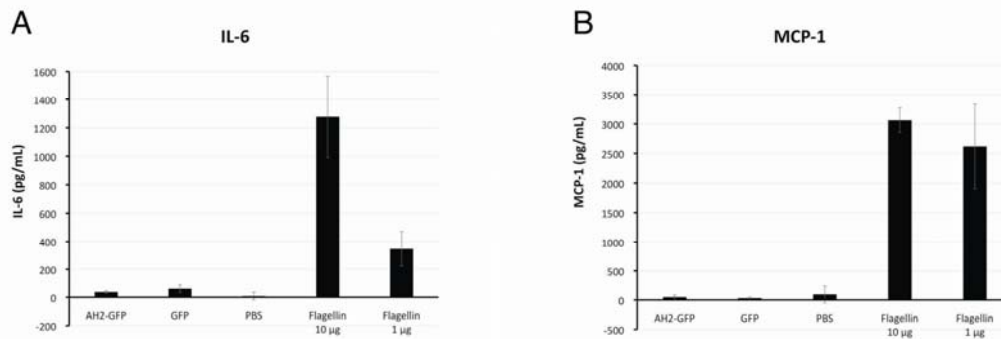 A
IL-6
IL-6 (pg/mL)
1600
1400
1200
1000
800
600
400
200
0
-200
AH2-GFP
GFP
PBS
Flagellin
10 µg
Flagellin
1 µg
B
MCP-1
MCP-1 (pg/mL)
4000
3500
3000
2500
2000
1500
1000
500
0
-500
AH2-GFP
GFP
PBS
Flagellin
10 µg
Flagellin
1 µg